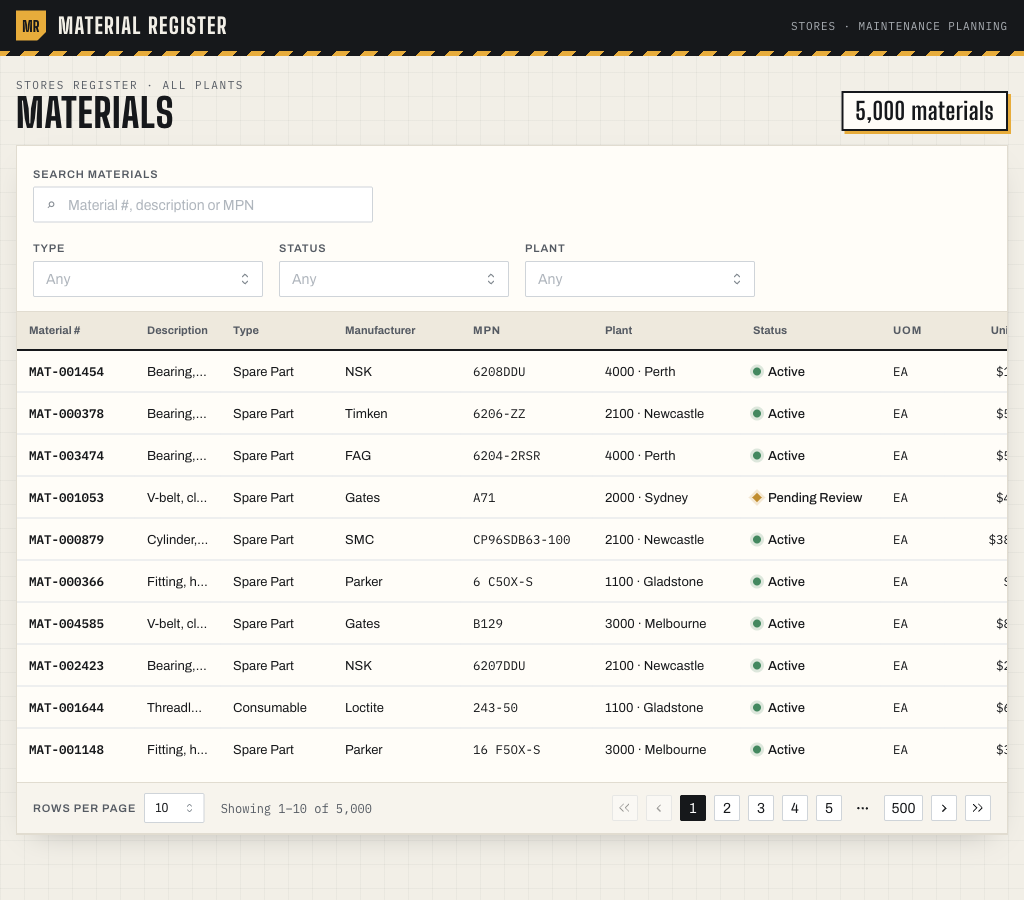 MR MATERIAL REGISTER STORES · MAINTENANCE PLANNING
STORES REGISTER · ALL PLANTS
MATERIALS 5,000 materials
SEARCH MATERIALS
Material #, description or MPN
TYPE STATUS PLANT
Any Any Any
Material # Description Type Manufacturer MPN Plant Status UOM
MAT-001454 Bearing,... Spare Part NSK 6208DDU 4000 · Perth Active EA
MAT-000378 Bearing,... Spare Part Timken 6206-ZZ 2100 · Newcastle Active EA
MAT-003474 Bearing,... Spare Part FAG 6204-2RSR 4000 · Perth Active EA
MAT-001053 V-belt, cl... Spare Part Gates A71 2000 · Sydney Pending Review EA
MAT-000879 Cylinder,... Spare Part SMC CP96SDB63-100 2100 · Newcastle Active EA
MAT-000366 Fitting, h... Spare Part Parker 6 C5OX-S 1100 · Gladstone Active EA
MAT-004585 V-belt, cl... Spare Part Gates B129 3000 · Melbourne Active EA
MAT-002423 Bearing,... Spare Part NSK 6207DDU 2100 · Newcastle Active EA
MAT-001644 Threadl... Consumable Loctite 243-50 1100 · Gladstone Active EA
MAT-001148 Fitting, h... Spare Part Parker 16 F5OX-S 3000 · Melbourne Active EA
ROWS PER PAGE 10 Showing 1–10 of 5,000 1 2 3 4 5 ••• 500